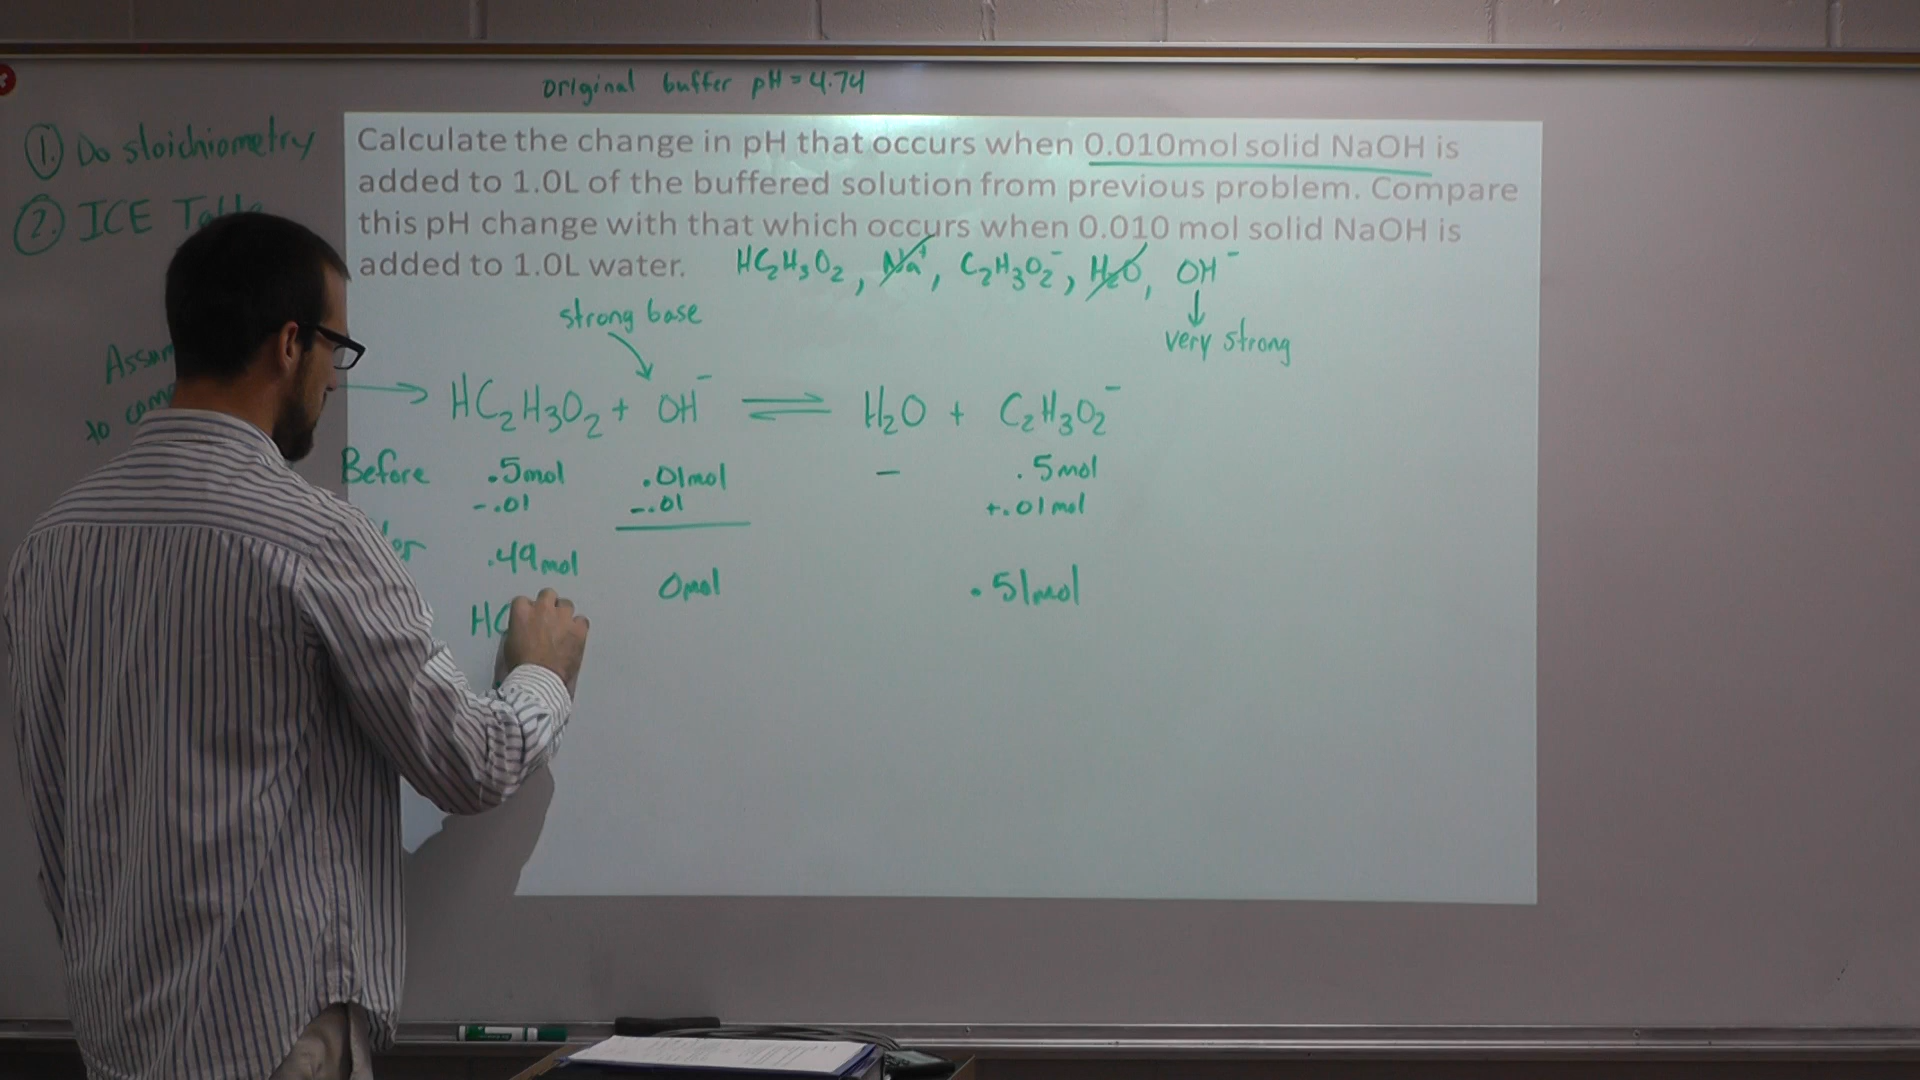 original buffer pH = 4.74
1. Do stoichiometry
2. ICE Table
Calculate the change in pH that occurs when 0.010mol solid NaOH is
added to 1.0L of the buffered solution from previous problem. Compare
this pH change with that which occurs when 0.010 mol solid NaOH is
added to 1.0L water.
HC₂H₃O₂, Na⁺, C₂H₃O₂⁻, H₂O, OH⁻
strong base
very strong
to
HC₂H₃O₂ + OH⁻ ⇌ H₂O + C₂H₃O₂⁻
Before .5mol .01mol — .5mol
-.01 -.01 +.01mol
.49mol 0mol .51mol
HC